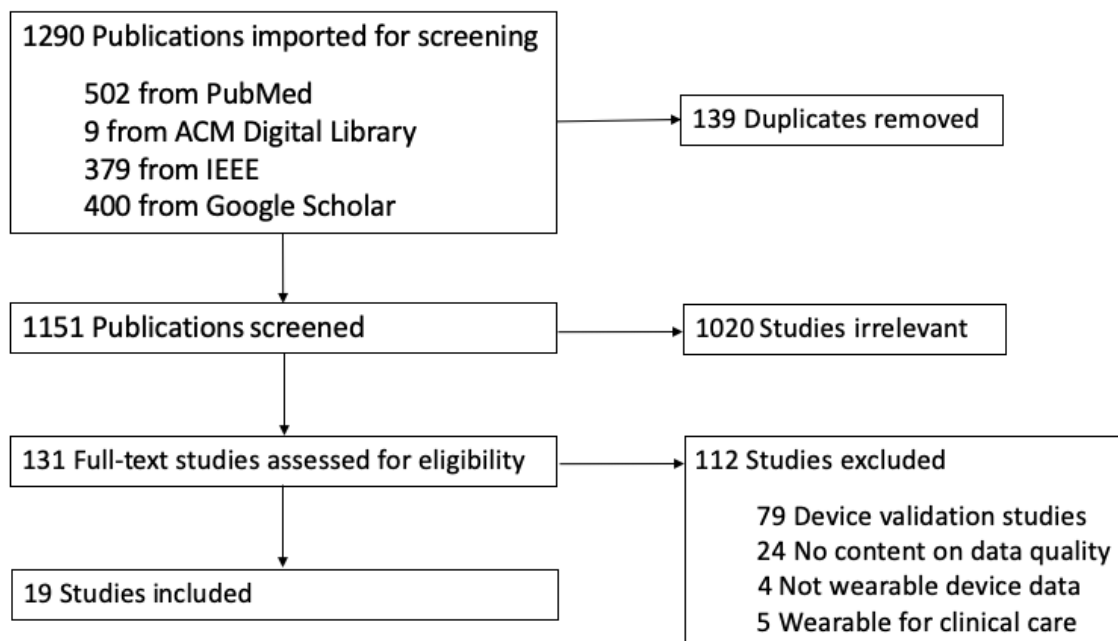 1290 Publications imported for screening
502 from PubMed
9 from ACM Digital Library
379 from IEEE
400 from Google Scholar
139 Duplicates removed
1151 Publications screened
1020 Studies irrelevant
131 Full-text studies assessed for eligibility
112 Studies excluded
79 Device validation studies
24 No content on data quality
4 Not wearable device data
5 Wearable for clinical care
19 Studies included